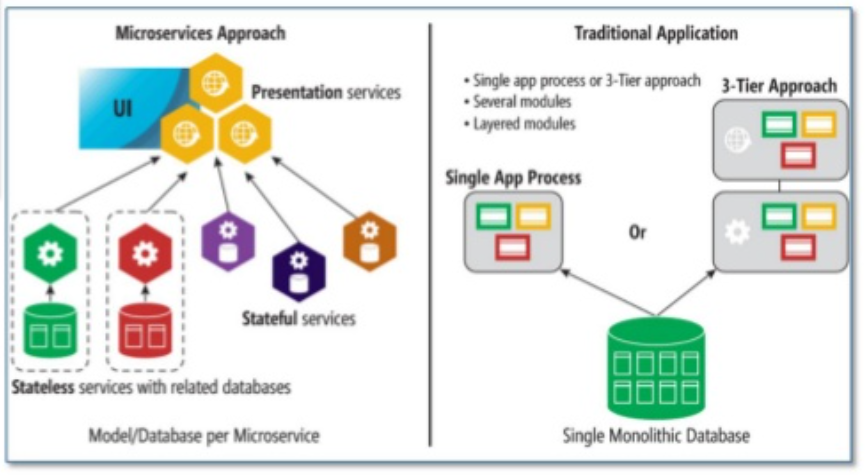 Microservices Approach
UI
Presentation services
Stateful services
Stateless services with related databases
Model/Database per Microservice
Traditional Application
• Single app process or 3-Tier approach
• Several modules
• Layered modules
3-Tier Approach
Single App Process
Or
Single Monolithic Database